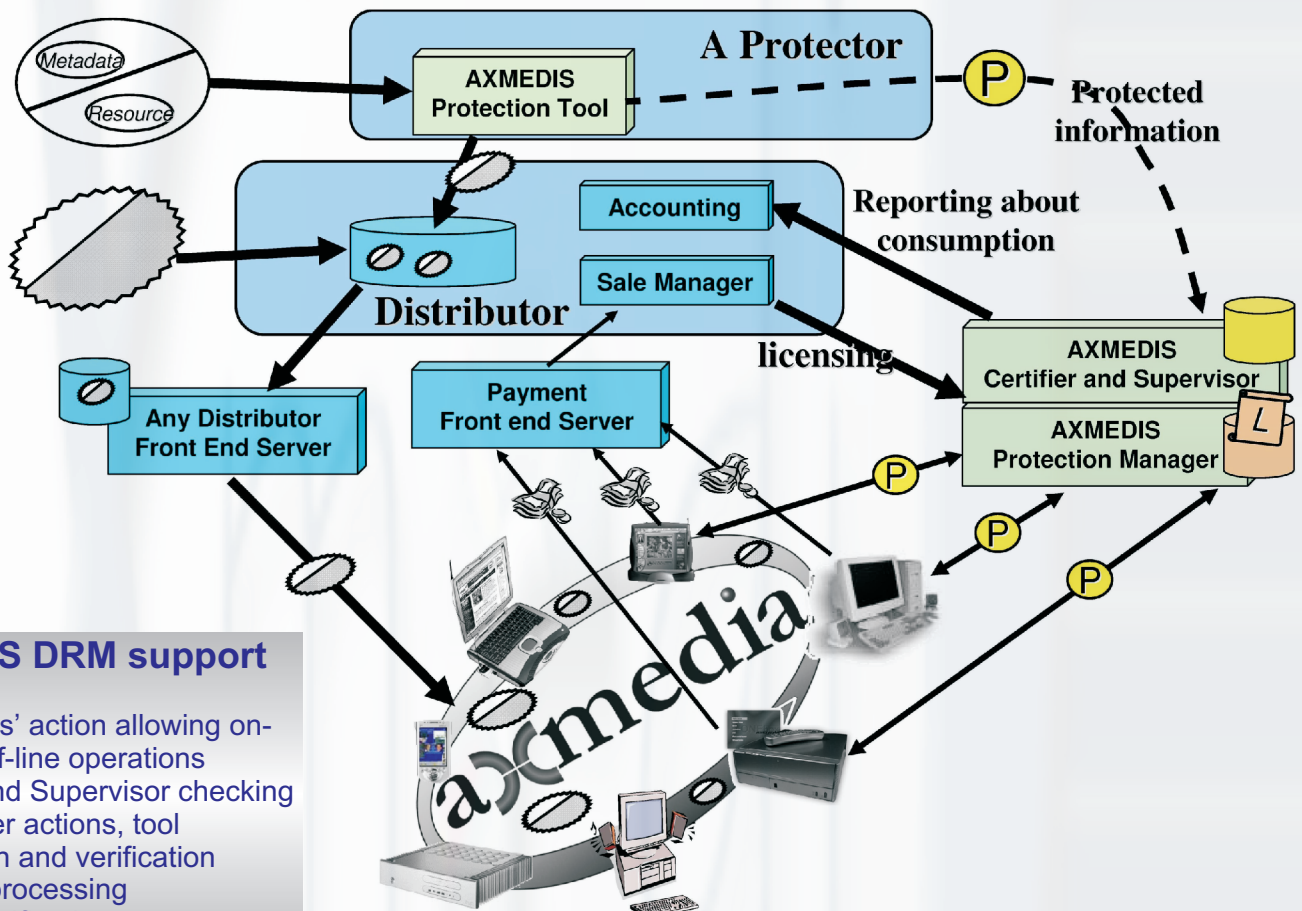 A Protector
Metadata
Resource
AXMEDIS
Protection Tool
P
Protected
information
Accounting
Reporting about
consumption
Sale Manager
Distributor
licensing
AXMEDIS
Certifier and Supervisor
L
AXMEDIS
Protection Manager
Any Distributor
Front End Server
Payment
Front end Server
P
P
P
axmedia
S DRM support
s’ action allowing on-
f-line operations
nd Supervisor checking
er actions, tool
n and verification
processing